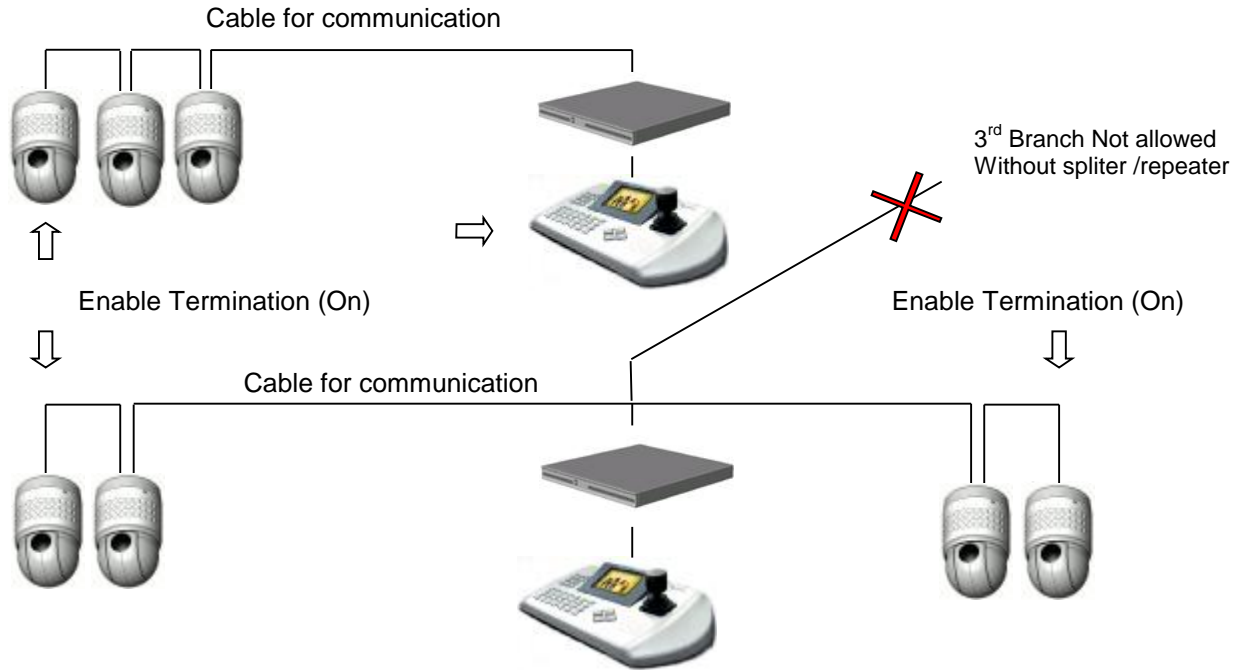 Cable for communication
3rd Branch Not allowed
Without spliter /repeater
Enable Termination (On)
Enable Termination (On)
Cable for communication